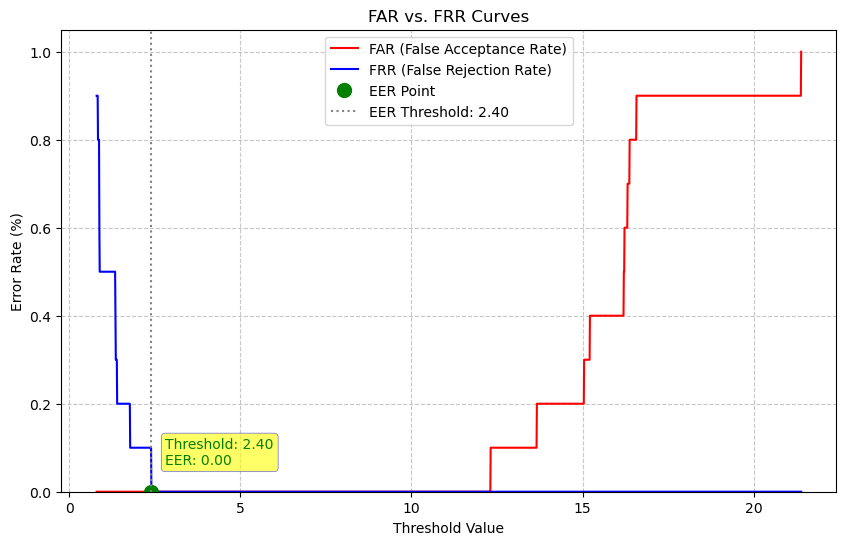 FAR vs. FRR Curves
FAR (False Acceptance Rate)
FRR (False Rejection Rate)
EER Point
EER Threshold: 2.40
Error Rate (%)
1.0
0.8
0.6
0.4
0.2
0.0
Threshold: 2.40
EER: 0.00
0 5 10 15 20
Threshold Value